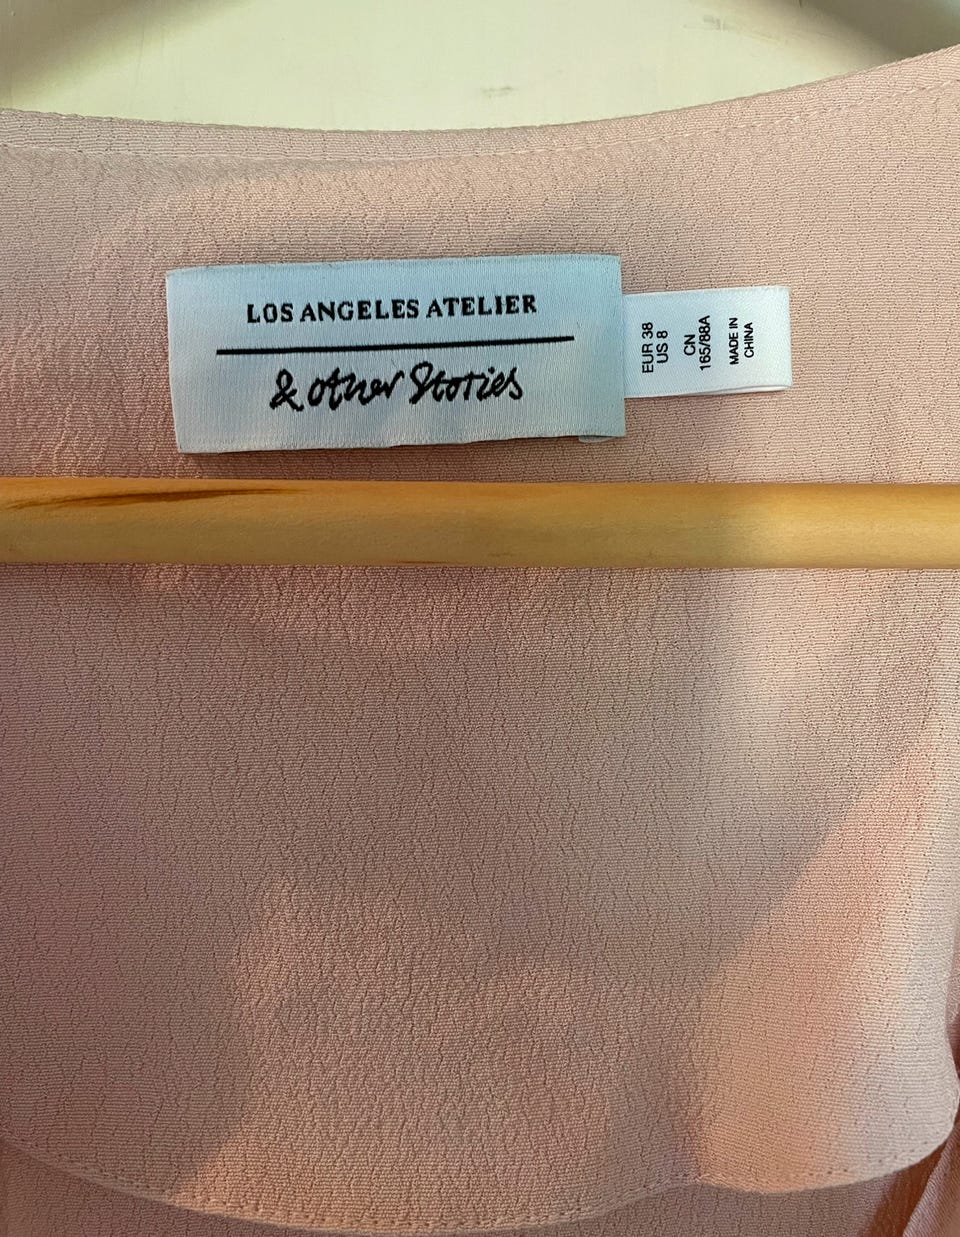 LOS ANGELES ATELIER
& other Stories
EUR 38
US 8
CN
165/88A
MADE IN
CHINA